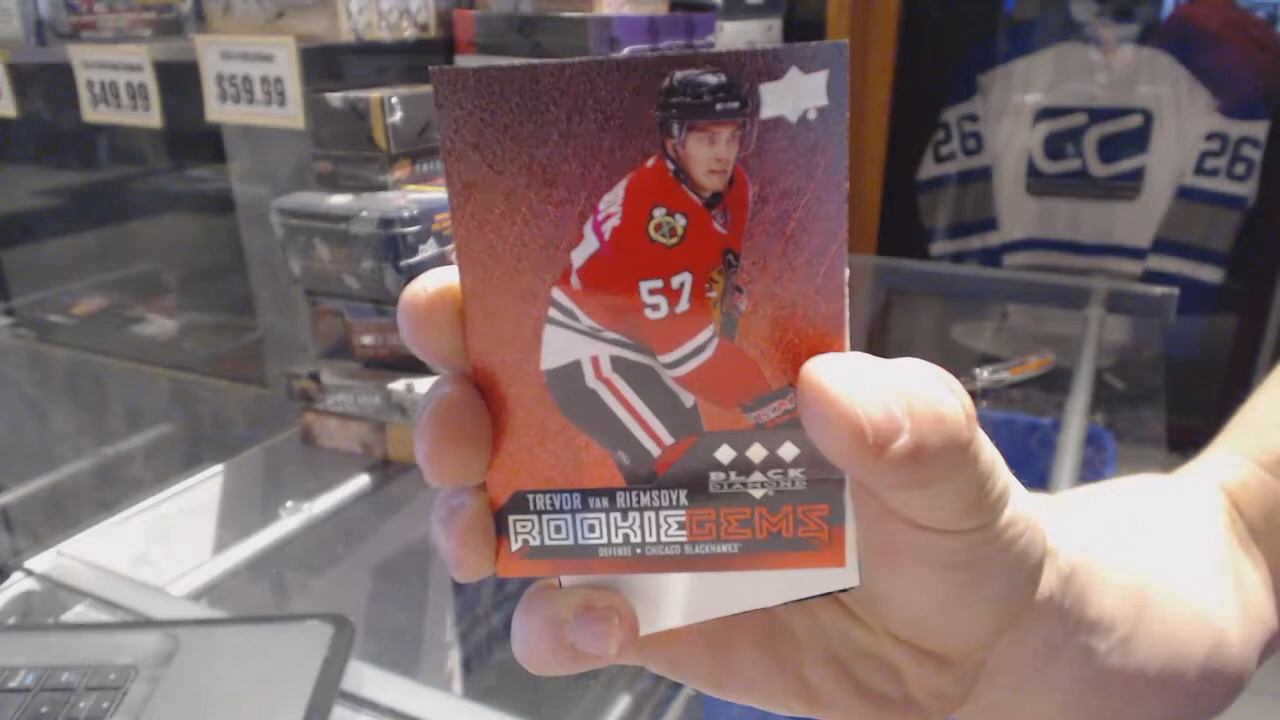 $49.99
$59.99
26
CC
26
57
BLACK
DIAMOND
TREVOR VAN RIEMSDYK
ROOKIE GEMS
DEFENSE • CHICAGO BLACKHAWKS